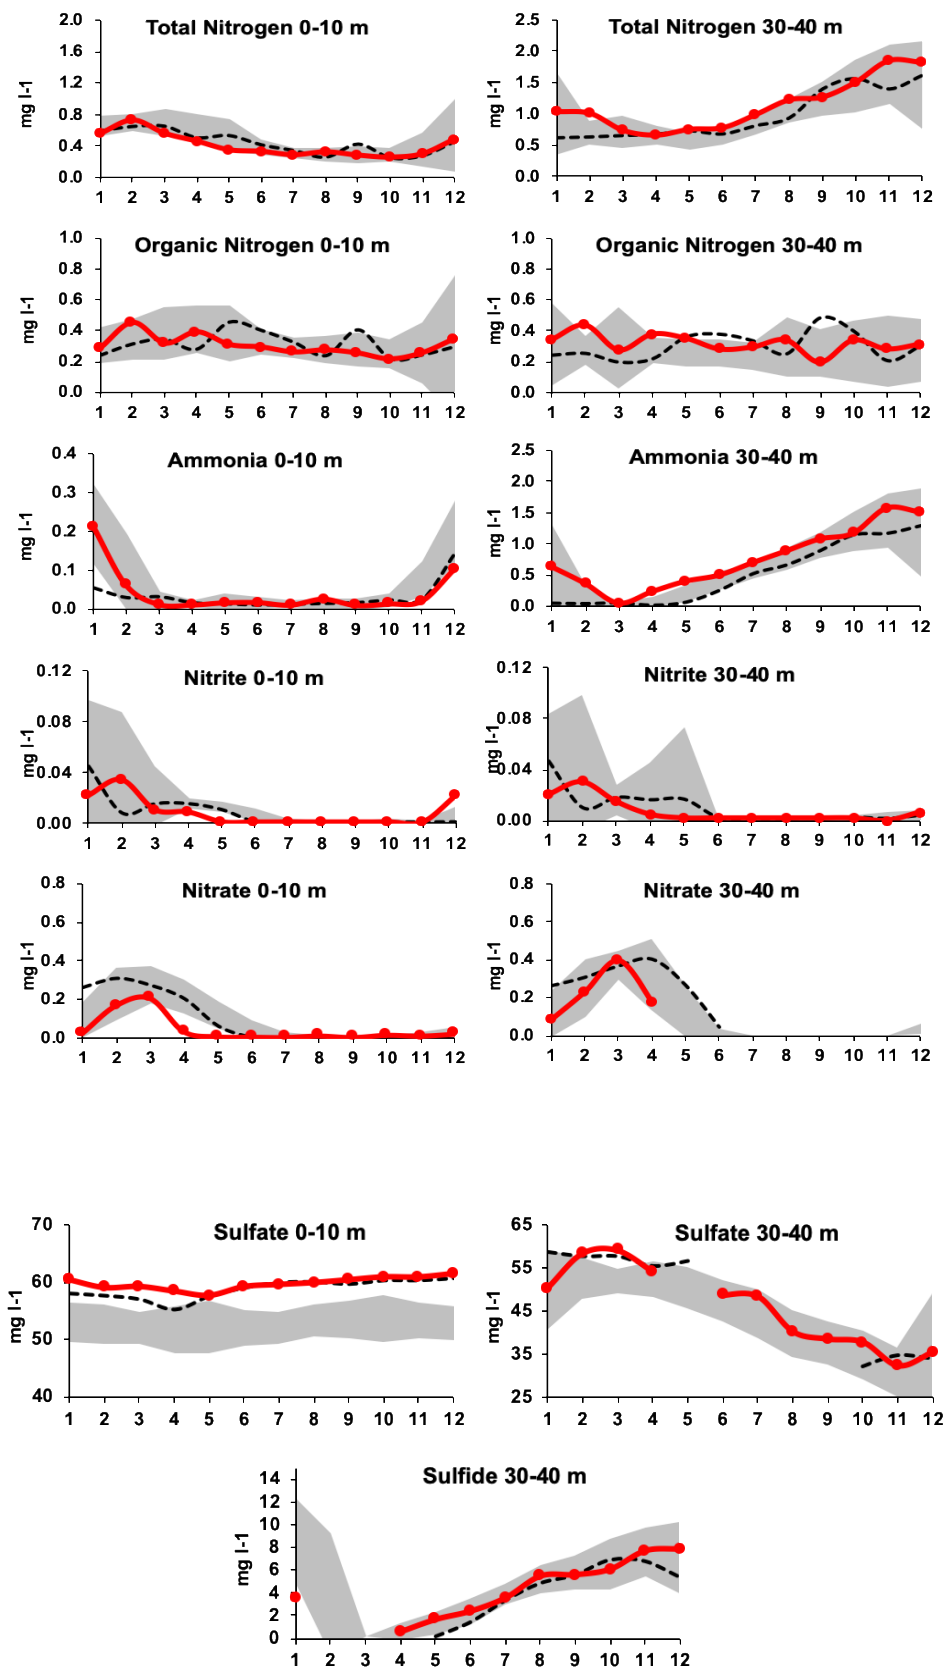 Total Nitrogen 0-10 m
mg l-1
2.0
1.6
1.2
0.8
0.4
0.0
1 2 3 4 5 6 7 8 9 10 11 12
Total Nitrogen 30-40 m
mg l-1
2.5
2.0
1.5
1.0
0.5
0.0
1 2 3 4 5 6 7 8 9 10 11 12
Organic Nitrogen 0-10 m
mg l-1
1.0
0.8
0.6
0.4
0.2
0.0
1 2 3 4 5 6 7 8 9 10 11 12
Organic Nitrogen 30-40 m
mg l-1
1.0
0.8
0.6
0.4
0.2
0.0
1 2 3 4 5 6 7 8 9 10 11 12
Ammonia 0-10 m
mg l-1
0.4
0.3
0.2
0.1
0.0
1 2 3 4 5 6 7 8 9 10 11 12
Ammonia 30-40 m
mg l-1
2.5
2.0
1.5
1.0
0.5
0.0
1 2 3 4 5 6 7 8 9 10 11 12
Nitrite 0-10 m
mg l-1
0.12
0.08
0.04
0.00
1 2 3 4 5 6 7 8 9 10 11 12
Nitrite 30-40 m
mg l-1
0.12
0.08
0.04
0.00
1 2 3 4 5 6 7 8 9 10 11 12
Nitrate 0-10 m
mg l-1
0.8
0.6
0.4
0.2
0.0
1 2 3 4 5 6 7 8 9 10 11 12
Nitrate 30-40 m
mg l-1
0.8
0.6
0.4
0.2
0.0
1 2 3 4 5 6 7 8 9 10 11 12
Sulfate 0-10 m
mg l-1
70
60
50
40
1 2 3 4 5 6 7 8 9 10 11 12
Sulfate 30-40 m
mg l-1
65
55
45
35
25
1 2 3 4 5 6 7 8 9 10 11 12
Sulfide 30-40 m
mg l-1
14
12
10
8
6
4
2
0
1 2 3 4 5 6 7 8 9 10 11 12